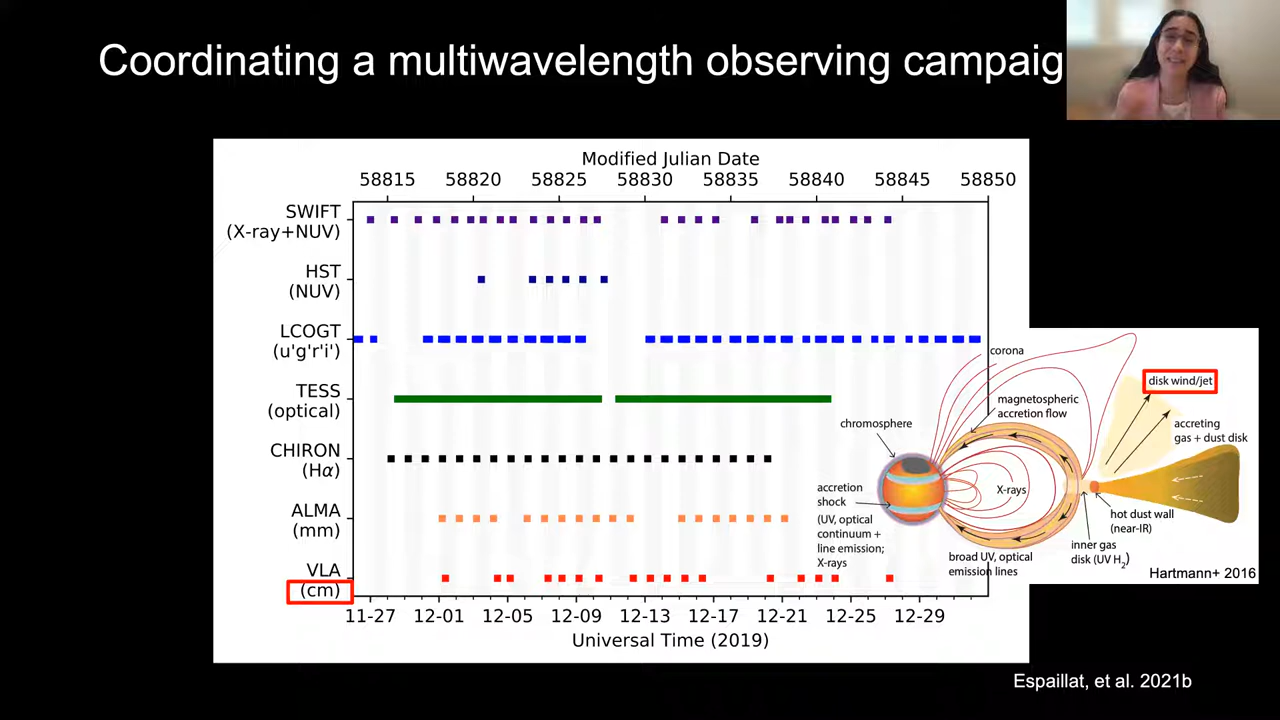 Coordinating a multiwavelength observing campaig
Modified Julian Date
58815 58820 58825 58830 58835 58840 58845 58850
SWIFT
(X-ray+NUV)
HST
(NUV)
LCOGT
(u'g'r'i')
TESS
(optical)
CHIRON
(Hα)
ALMA
(mm)
VLA
(cm)
11-27 12-01 12-05 12-09 12-13 12-17 12-21 12-25 12-29
Universal Time (2019)
corona
disk wind/jet
magnetospheric
accretion flow
chromosphere
accreting
gas + dust disk
accretion
shock
(UV, optical
continuum +
line emission;
X-rays
X-rays
hot dust wall
(near-IR)
inner gas
disk (UV H2)
broad UV, optical
emission lines
Hartmann+ 2016
Espaillat, et al. 2021b